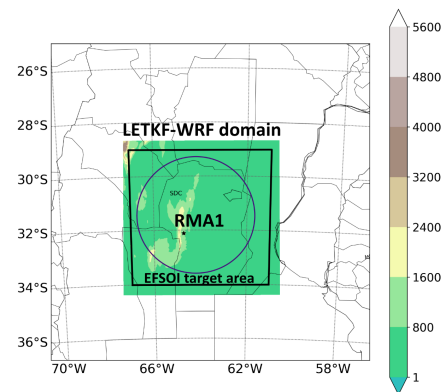 5600
4800
4000
3200
2400
1600
800
1
26°S
28°S
30°S
32°S
34°S
36°S
70°W
66°W
62°W
58°W
LETKF-WRF domain
SDC
RMA1
EFSOI target area